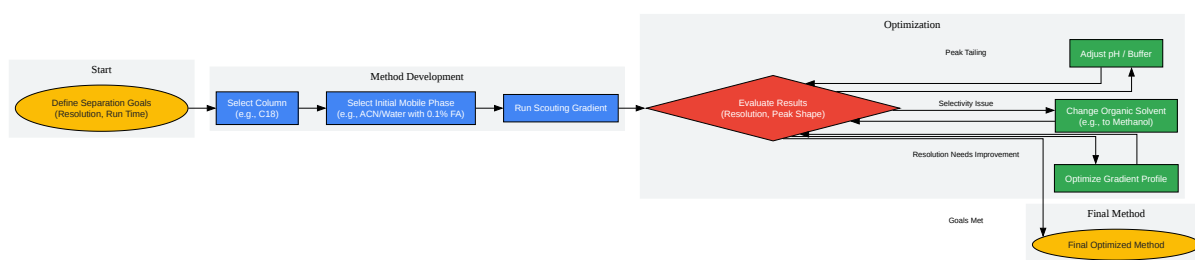 Start
Define Separation Goals
(Resolution, Run Time)
Method Development
Select Column
(e.g., C18)
Select Initial Mobile Phase
(e.g., ACN/Water with 0.1% FA)
Run Scouting Gradient
Optimization
Evaluate Results
(Resolution, Peak Shape)
Peak Tailing
Adjust pH / Buffer
Selectivity Issue
Change Organic Solvent
(e.g., to Methanol)
Resolution Needs Improvement
Optimize Gradient Profile
Goals Met
Final Method
Final Optimized Method